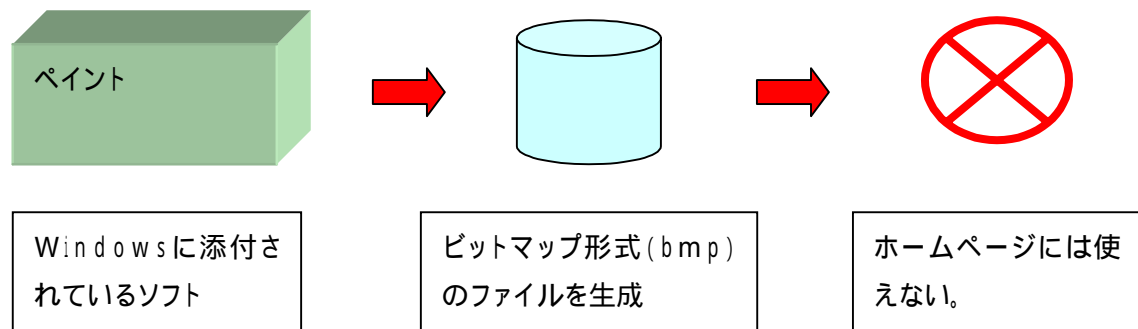 ペイント
Windowsに添付さ
れているソフト
ビットマップ形式(bmp)
のファイルを生成
ホームページには使
えない。